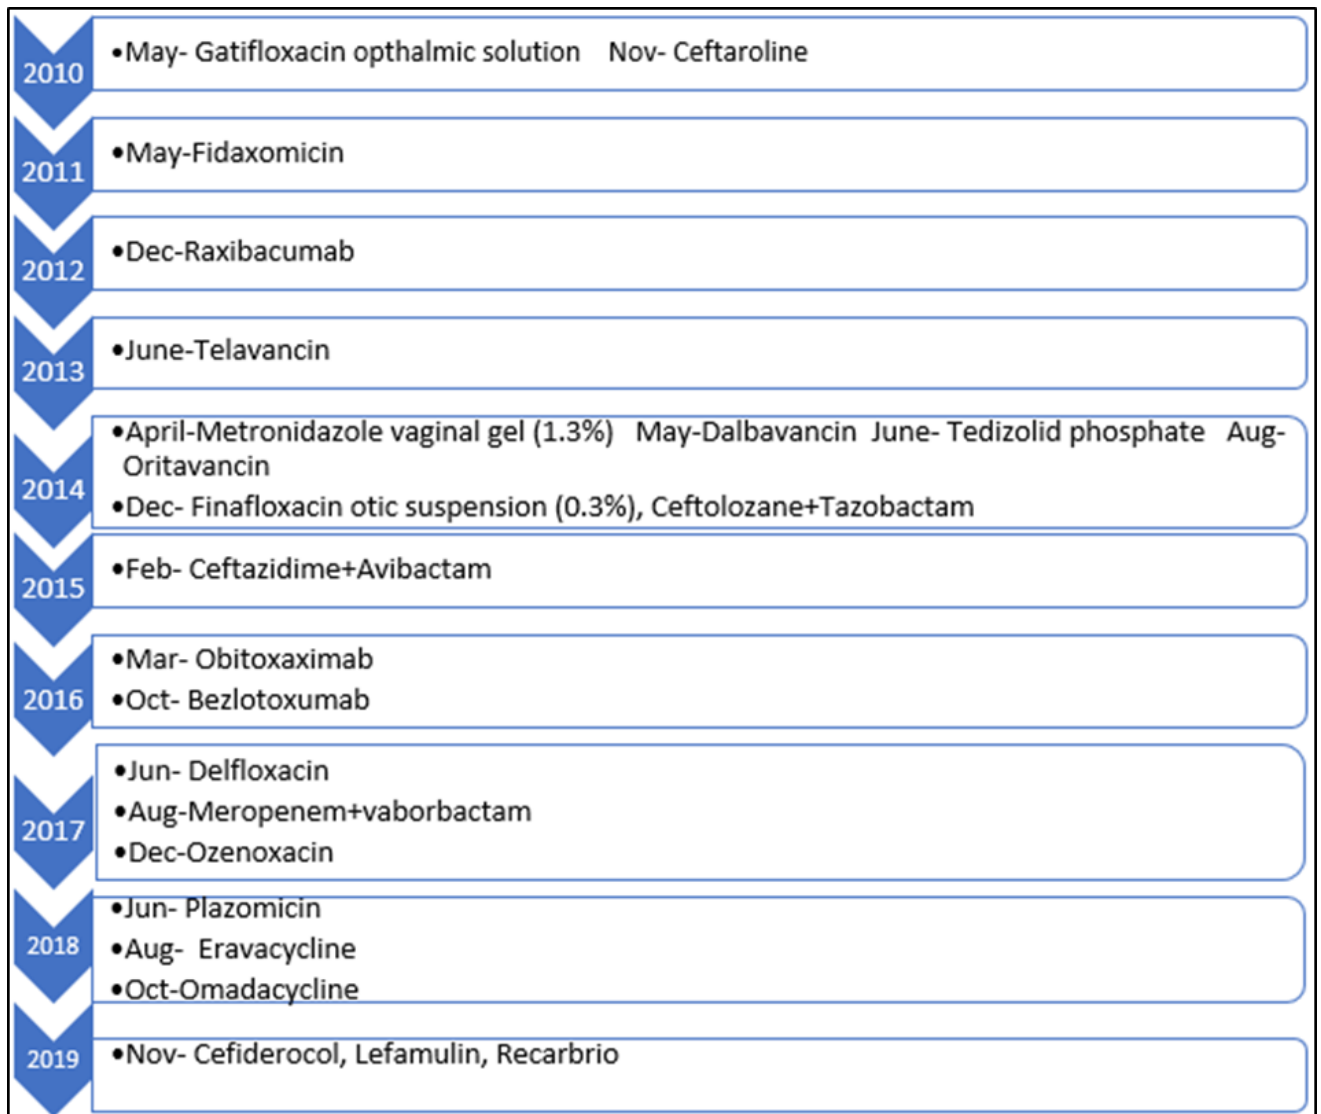 2010
•May- Gatifloxacin opthalmic solution Nov- Ceftaroline
2011
•May-Fidaxomicin
2012
•Dec-Raxibacumab
2013
•June-Telavancin
2014
•April-Metronidazole vaginal gel (1.3%) May-Dalbavancin June- Tedizolid phosphate Aug-
Oritavancin
•Dec- Finafloxacin otic suspension (0.3%), Ceftolozane+Tazobactam
2015
•Feb- Ceftazidime+Avibactam
2016
•Mar- Obitoxaximab
•Oct- Bezlotoxumab
2017
•Jun- Delfloxacin
•Aug-Meropenem+vaborbactam
•Dec-Ozenoxacin
2018
•Jun- Plazomicin
•Aug- Eravacycline
•Oct-Omadacycline
2019
•Nov- Cefiderocol, Lefamulin, Recarbrio